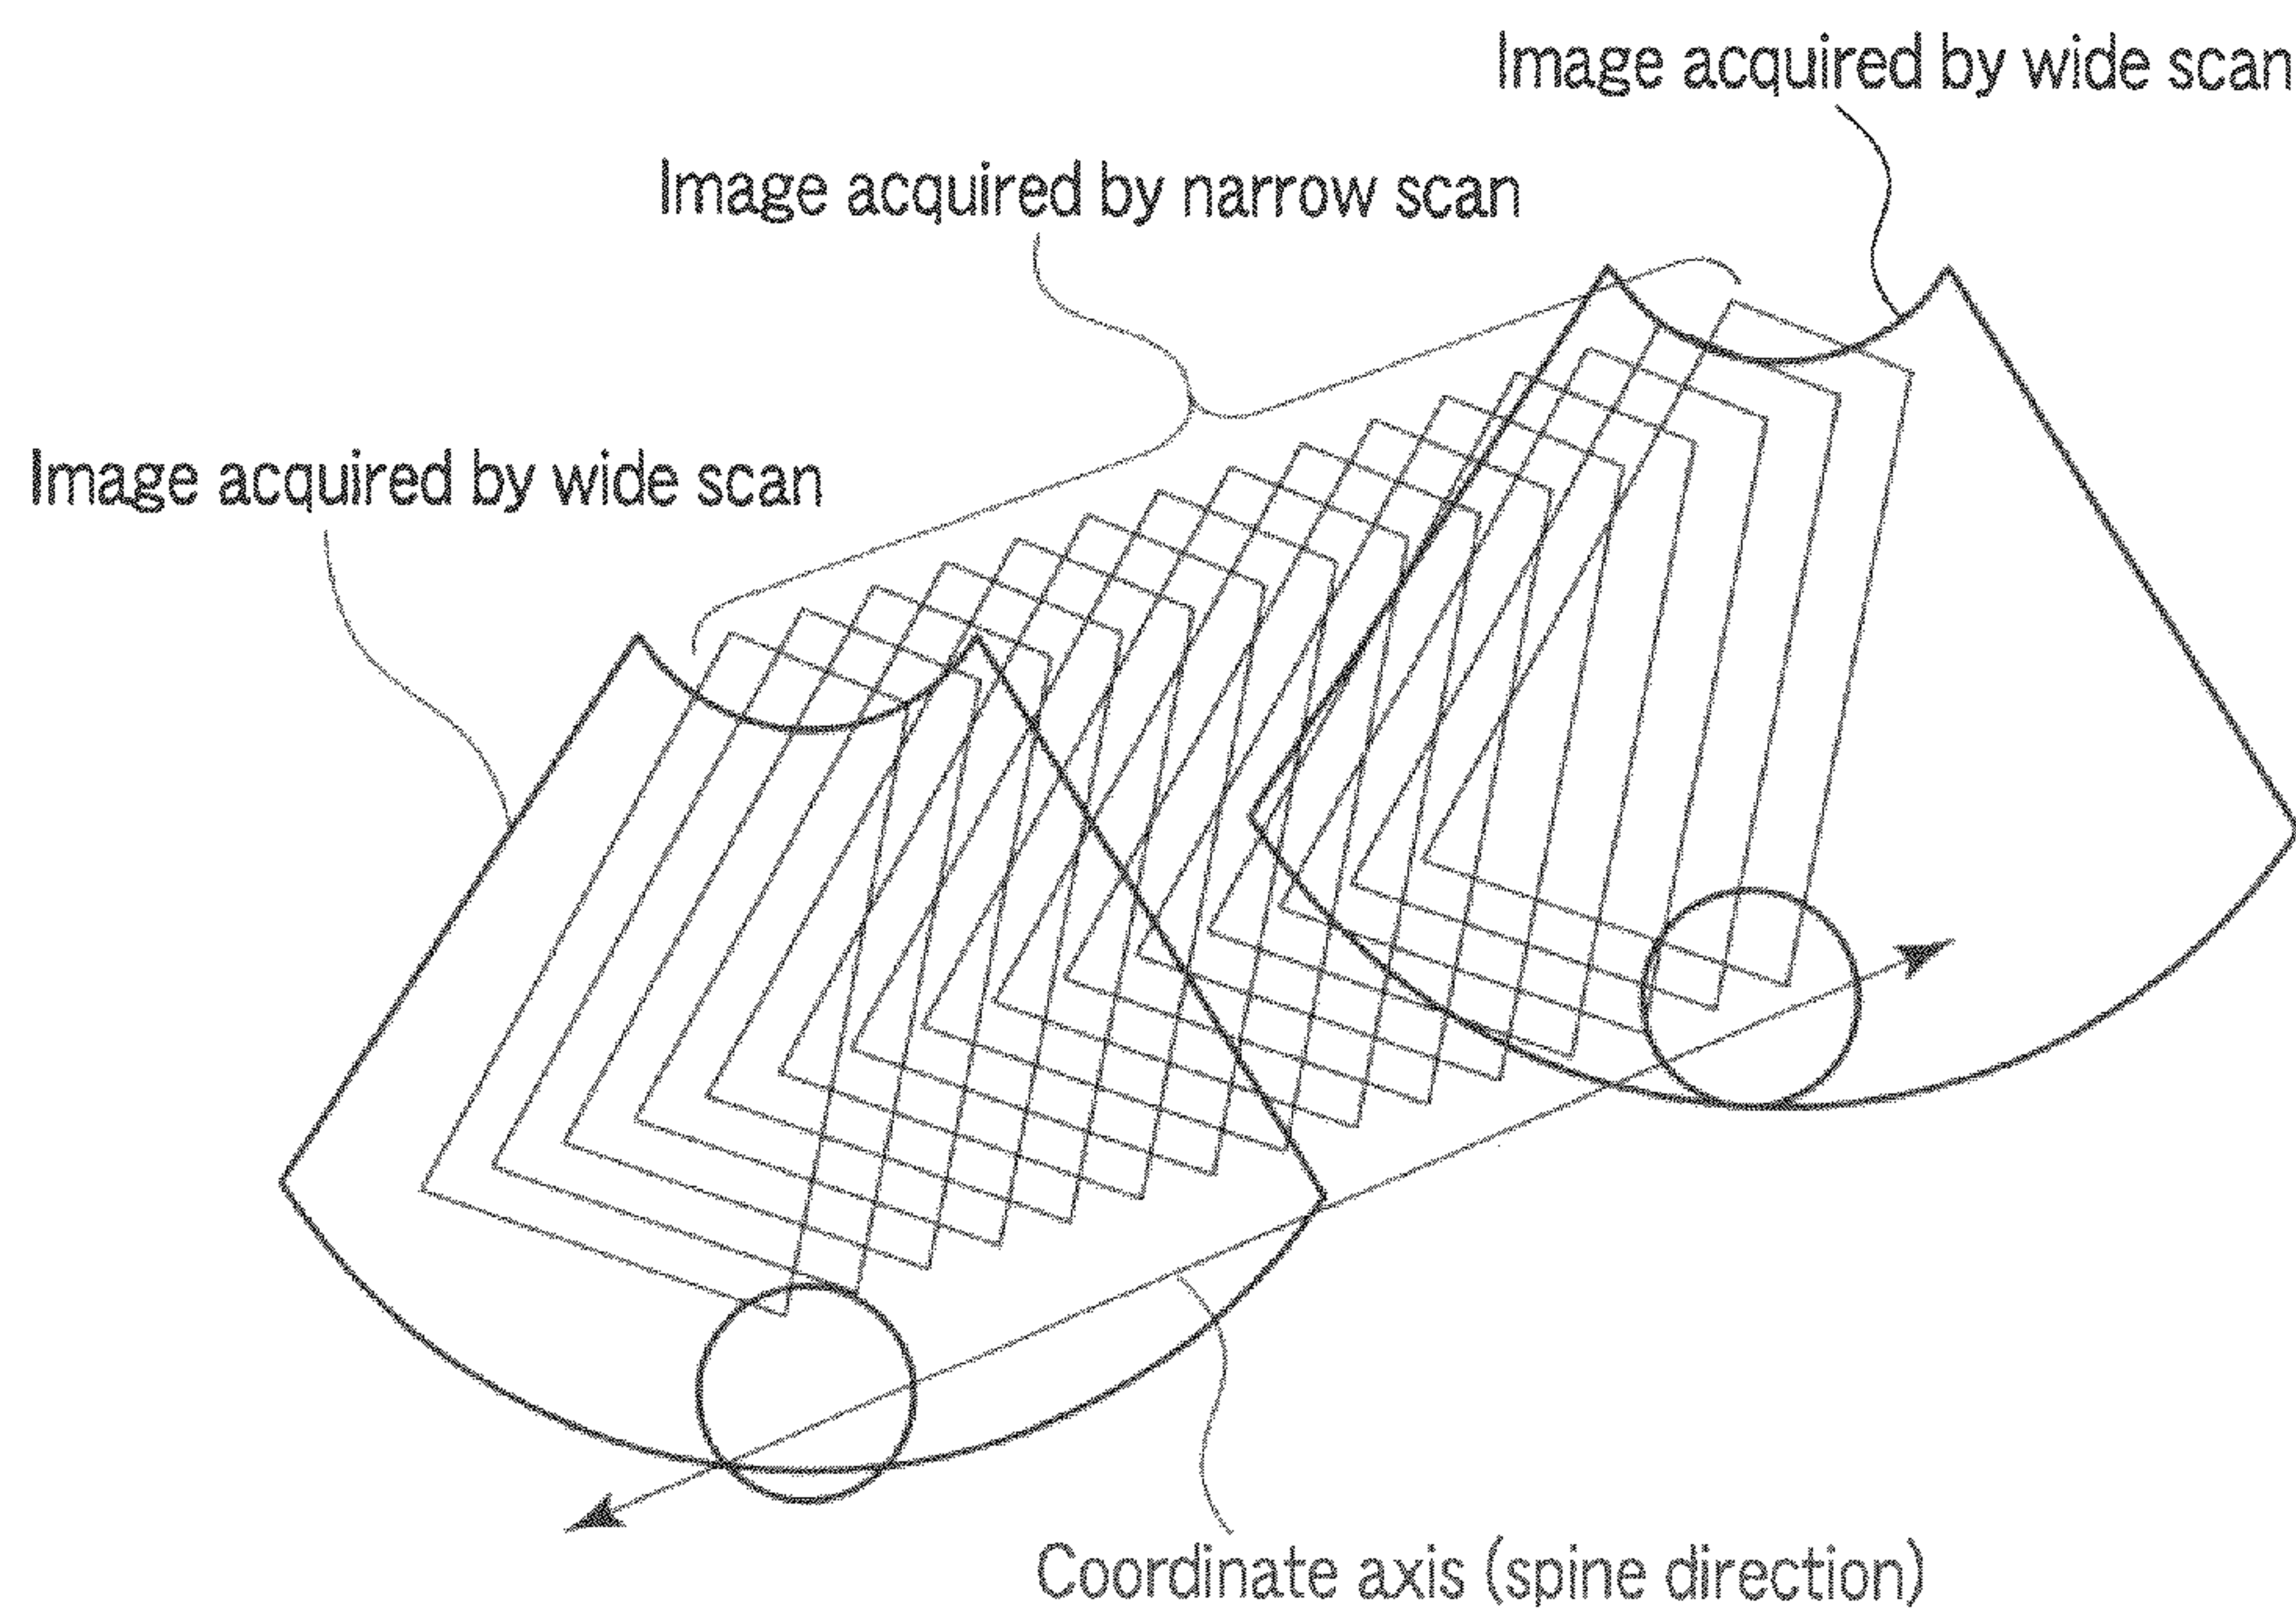 Image acquired by wide scan
Image acquired by narrow scan
Image acquired by wide scan
Coordinate axis (spine direction)